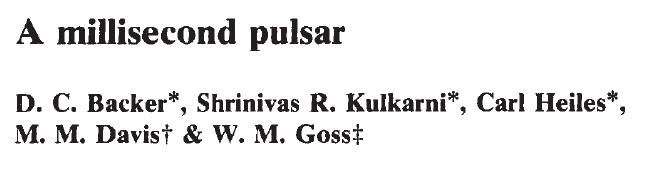 A millisecond pulsar
D. C. Backer*, Shrinivas R. Kulkarni*, Carl Heiles*,
M. M. Davis† & W. M. Goss‡